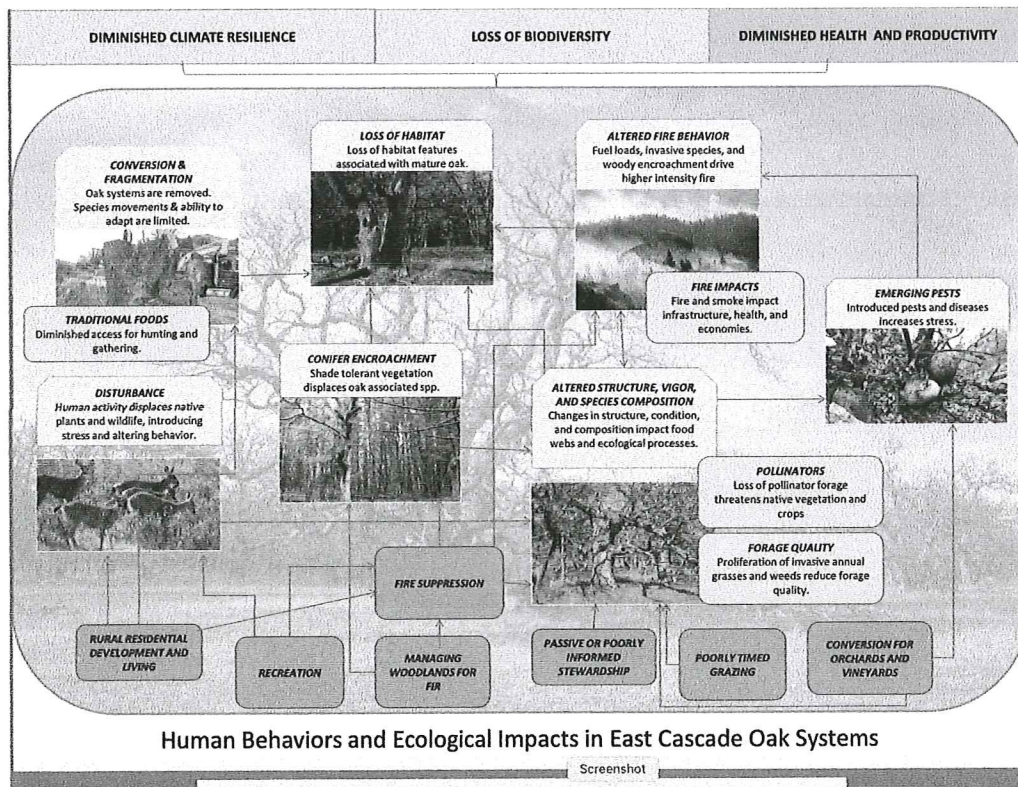 DIMINISHED CLIMATE RESILIENCE
LOSS OF BIODIVERSITY
DIMINISHED HEALTH AND PRODUCTIVITY
CONVERSION &
FRAGMENTATION
Oak systems are removed.
Species movements & ability to
adapt are limited.
LOSS OF HABITAT
Loss of habitat features
associated with mature oak.
ALTERED FIRE BEHAVIOR
Fuel loads, invasive species, and
woody encroachment drive
higher intensity fire
FIRE IMPACTS
Fire and smoke impact
infrastructure, health, and
economies.
EMERGING PESTS
Introduced pests and diseases
increases stress.
TRADITIONAL FOODS
Diminished access for hunting and
gathering.
CONIFER ENCROACHMENT
Shade tolerant vegetation
displaces oak associated spp.
DISTURBANCE
Human activity displaces native
plants and wildlife, introducing
stress and altering behavior.
ALTERED STRUCTURE, VIGOR,
AND SPECIES COMPOSITION
Changes in structure, condition,
and composition impact food
webs and ecological processes.
POLLINATORS
Loss of pollinator forage
threatens native vegetation and
crops
FORAGE QUALITY
Proliferation of invasive annual
grasses and weeds reduce forage
quality.
FIRE SUPPRESSION
RURAL RESIDENTIAL
DEVELOPMENT AND
LIVING
RECREATION
MANAGING
WOODLANDS FOR
FIR
PASSIVE OR POORLY
INFORMED
STEWARDSHIP
POORLY TIMED
GRAZING
CONVERSION FOR
ORCHARDS AND
VINEYARDS
Human Behaviors and Ecological Impacts in East Cascade Oak Systems
Screenshot